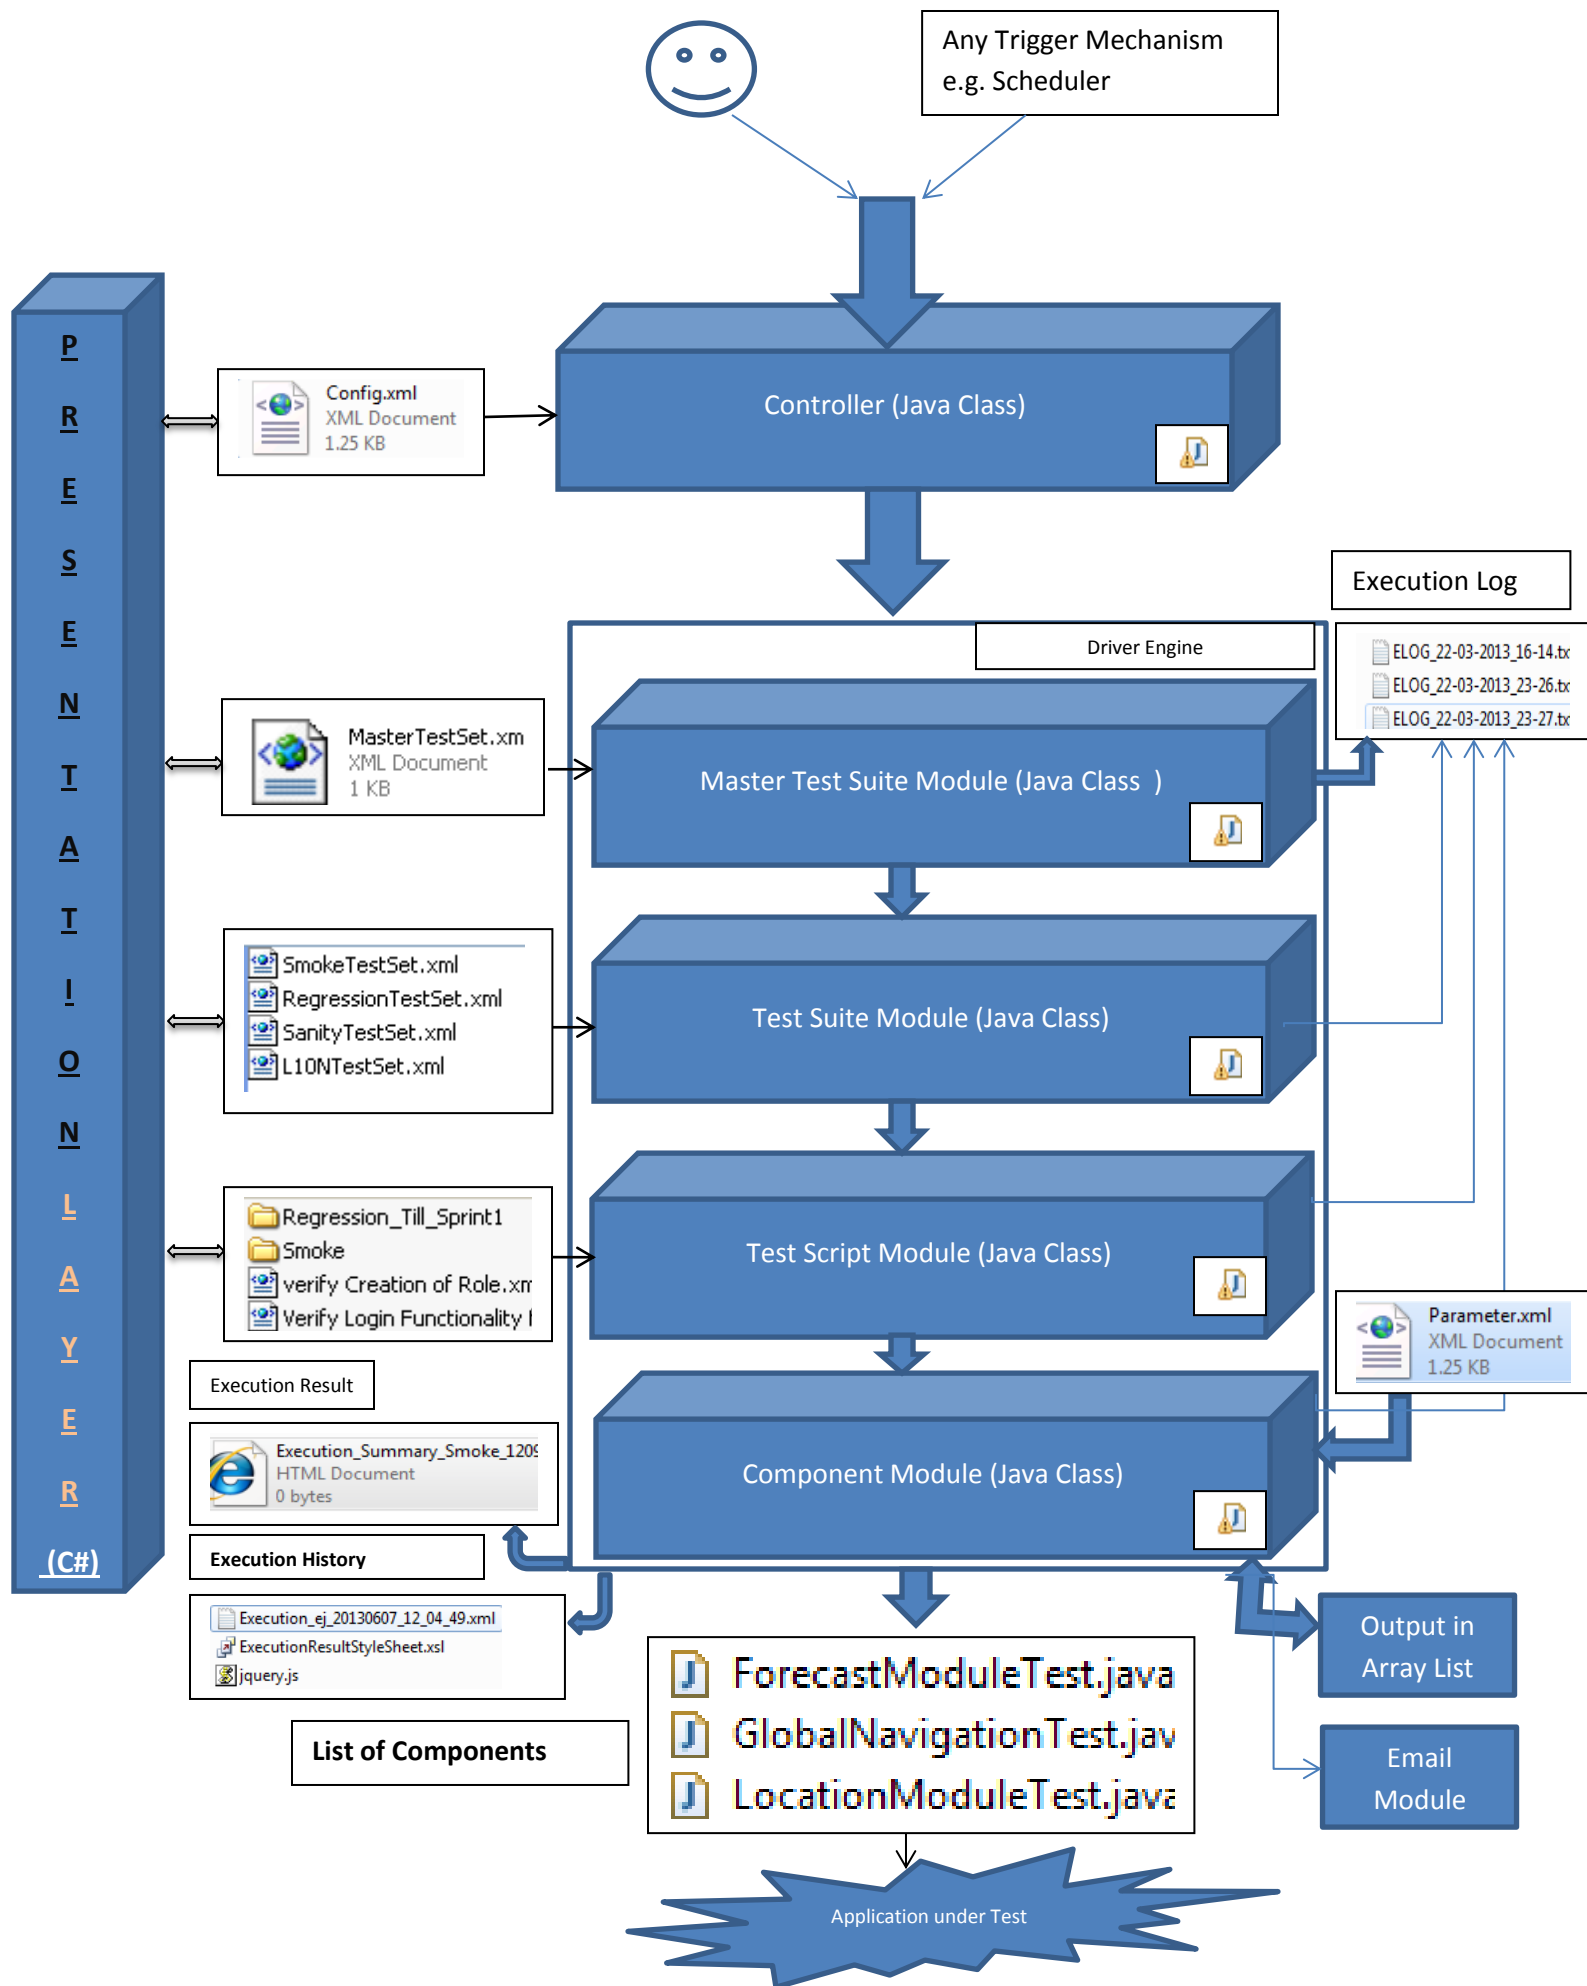 Any Trigger Mechanism
e.g. Scheduler
P
R
E
S
E
N
T
A
T
I
O
N
L
A
Y
E
R
(C#)
Config.xml
XML Document
1.25 KB
Controller (Java Class)
Execution Log
ELOG_22-03-2013_16-14.tx
ELOG_22-03-2013_23-26.tx
ELOG_22-03-2013_23-27.tx
Driver Engine
MasterTestSet.xm
XML Document
1 KB
Master Test Suite Module (Java Class )
SmokeTestSet.xml
RegressionTestSet.xml
SanityTestSet.xml
L10NTestSet.xml
Test Suite Module (Java Class)
Regression_Till_Sprint1
Smoke
verify Creation of Role.xm
Verify Login Functionality f
Test Script Module (Java Class)
Parameter.xml
XML Document
1.25 KB
Execution Result
Execution_Summary_Smoke_1209
HTML Document
0 bytes
Component Module (Java Class)
Execution History
Execution_ej_20130607_12_04_49.xml
ExecutionResultStyleSheet.xsl
jquery.js
Output in
Array List
List of Components
ForecastModuleTest.java
GlobalNavigationTest.jav
LocationModuleTest.java
Email
Module
Application under Test